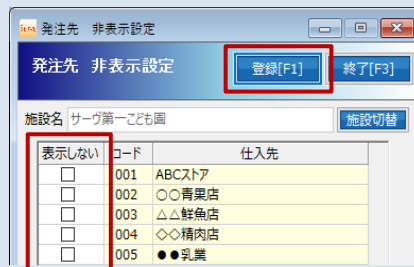 発注先 非表示設定
発注先 非表示設定
登録[F1]
終了[F3]
施設名 サーヴ第一こども園
施設切替
表示しない コード 仕入先
001 ABCストア
002 ○○青果店
003 △△鮮魚店
004 ◇◇精肉店
005 ●●乳業